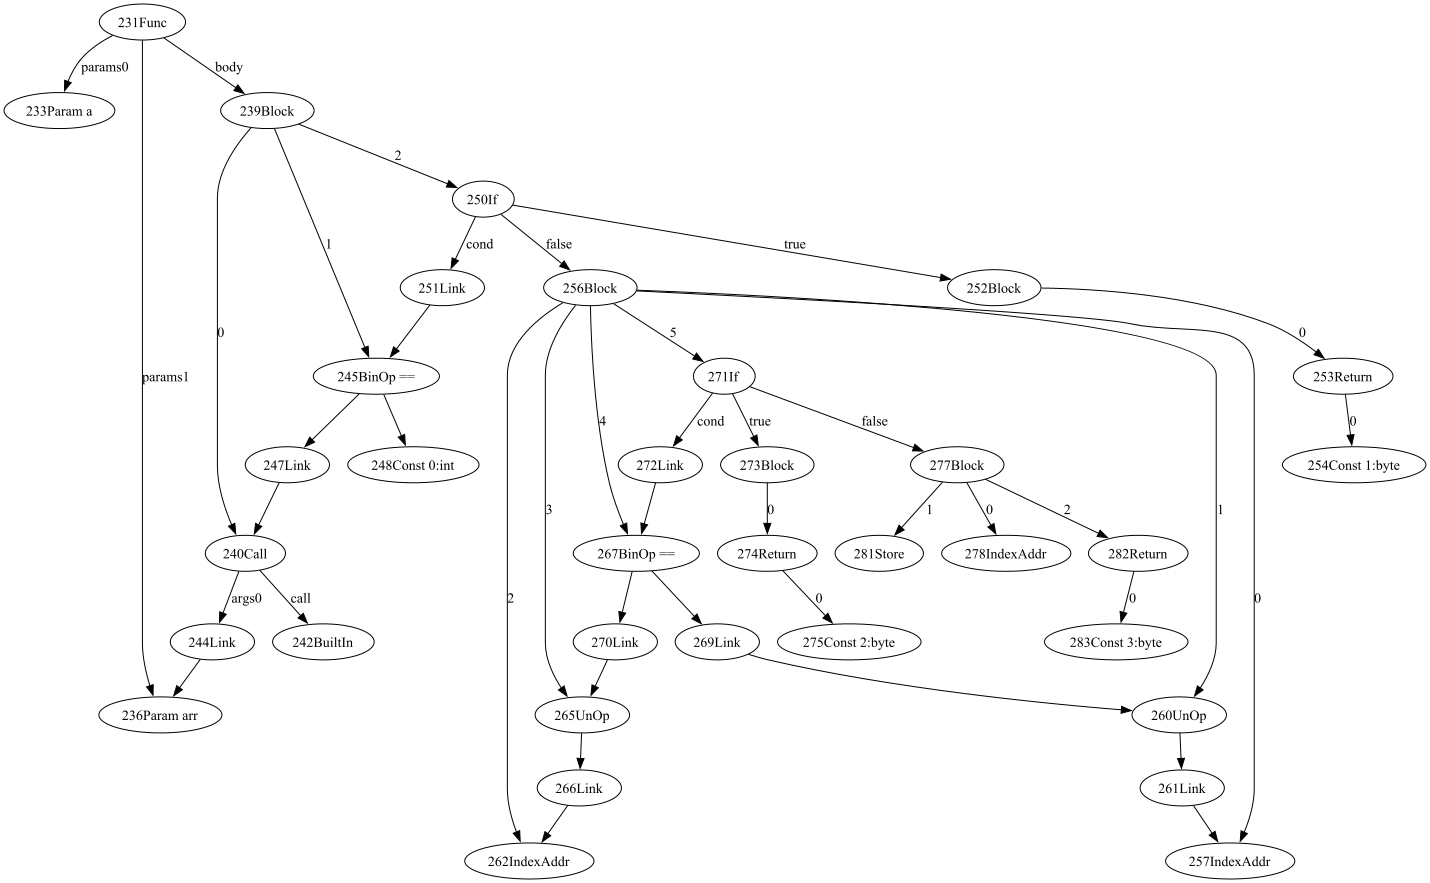 231Func
params0
body
233Param a
239Block
2
250If
1
cond
false
true
251Link
256Block
252Block
0
5
0
params1
245BinOp ==
271If
253Return
4
cond
true
false
0
247Link
248Const 0:int
272Link
273Block
277Block
254Const 1:byte
3
0
1
0
2
1
240Call
267BinOp ==
274Return
281Store
278IndexAddr
282Return
args0
call
2
0
0
0
244Link
242BuiltIn
270Link
269Link
275Const 2:byte
283Const 3:byte
236Param arr
265UnOp
260UnOp
266Link
261Link
262IndexAddr
257IndexAddr